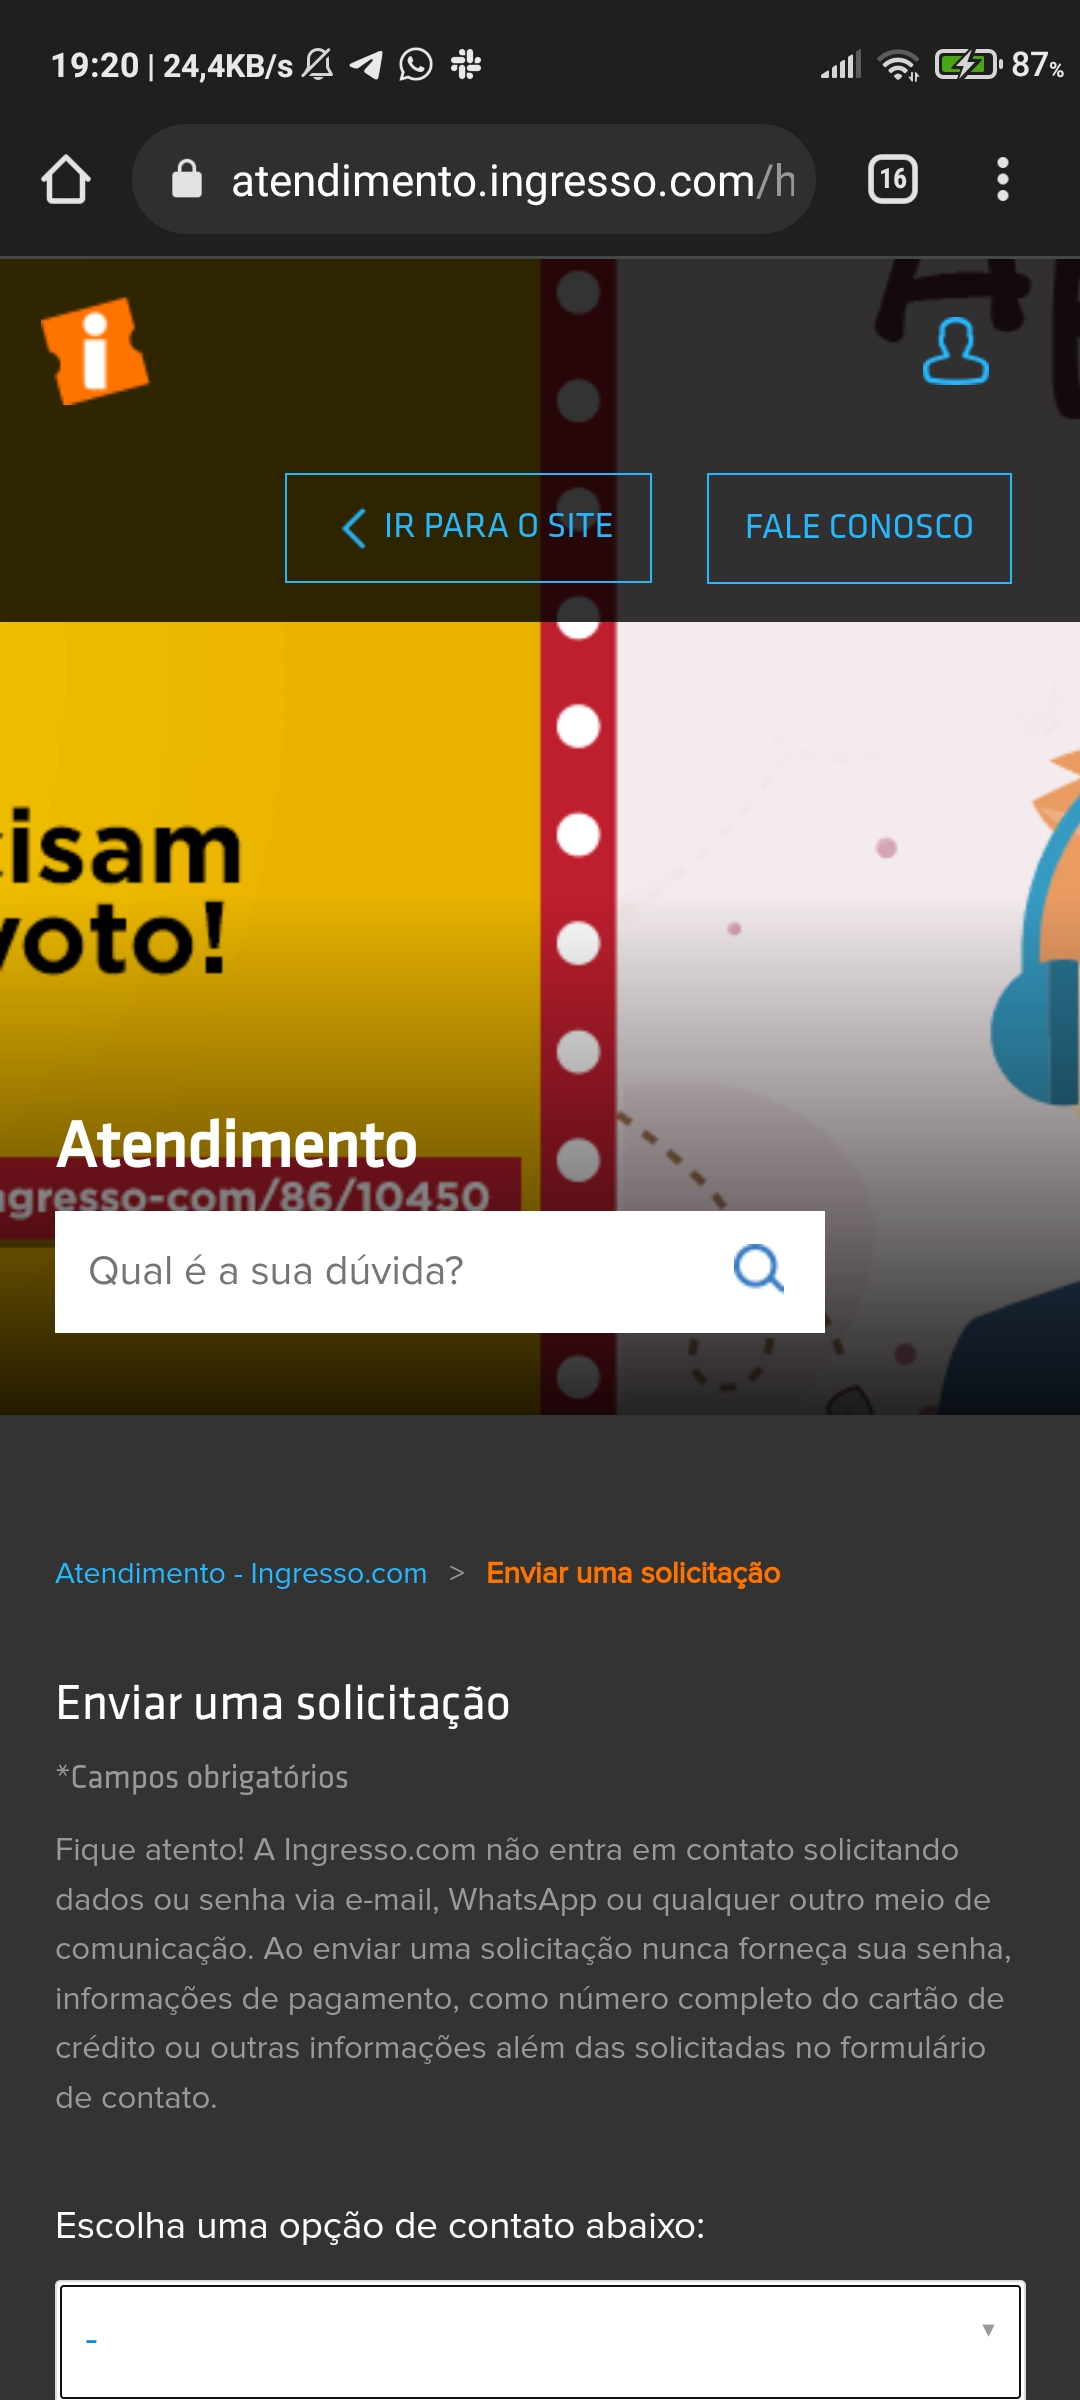 19:20 | 24,4KB/s
87%
atendimento.ingresso.com/h
16
i
IR PARA O SITE
FALE CONOSCO
cisam
voto!
Atendimento
ngresso-com/86/10450
Qual é a sua dúvida?
Atendimento - Ingresso.com > Enviar uma solicitação
Enviar uma solicitação
*Campos obrigatórios
Fique atento! A Ingresso.com não entra em contato solicitando
dados ou senha via e-mail, WhatsApp ou qualquer outro meio de
comunicação. Ao enviar uma solicitação nunca forneça sua senha,
informações de pagamento, como número completo do cartão de
crédito ou outras informações além das solicitadas no formulário
de contato.
Escolha uma opção de contato abaixo:
-